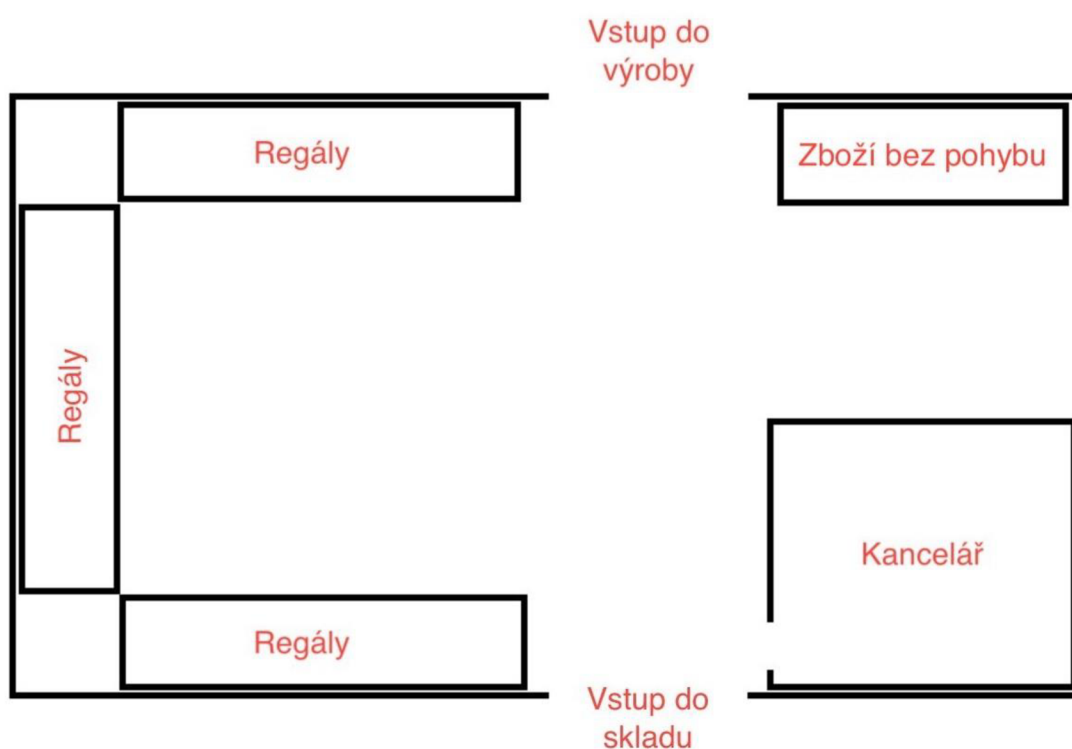 Vstup do
výroby
Regály
Zboží bez pohybu
Regály
Kancelář
Regály
Vstup do
skladu